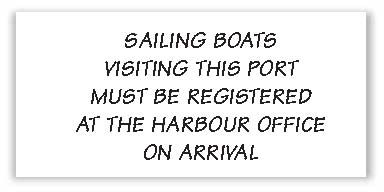 SAILING BOATS
VISITING THIS PORT
MUST BE REGISTERED
AT THE HARBOUR OFFICE
ON ARRIVAL